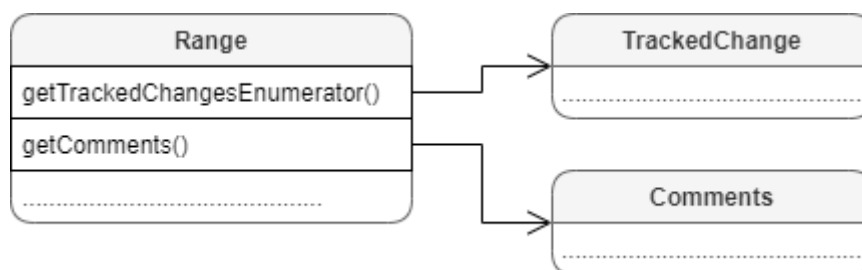 Range
getTrackedChangesEnumerator()
getComments()
TrackedChange
Comments